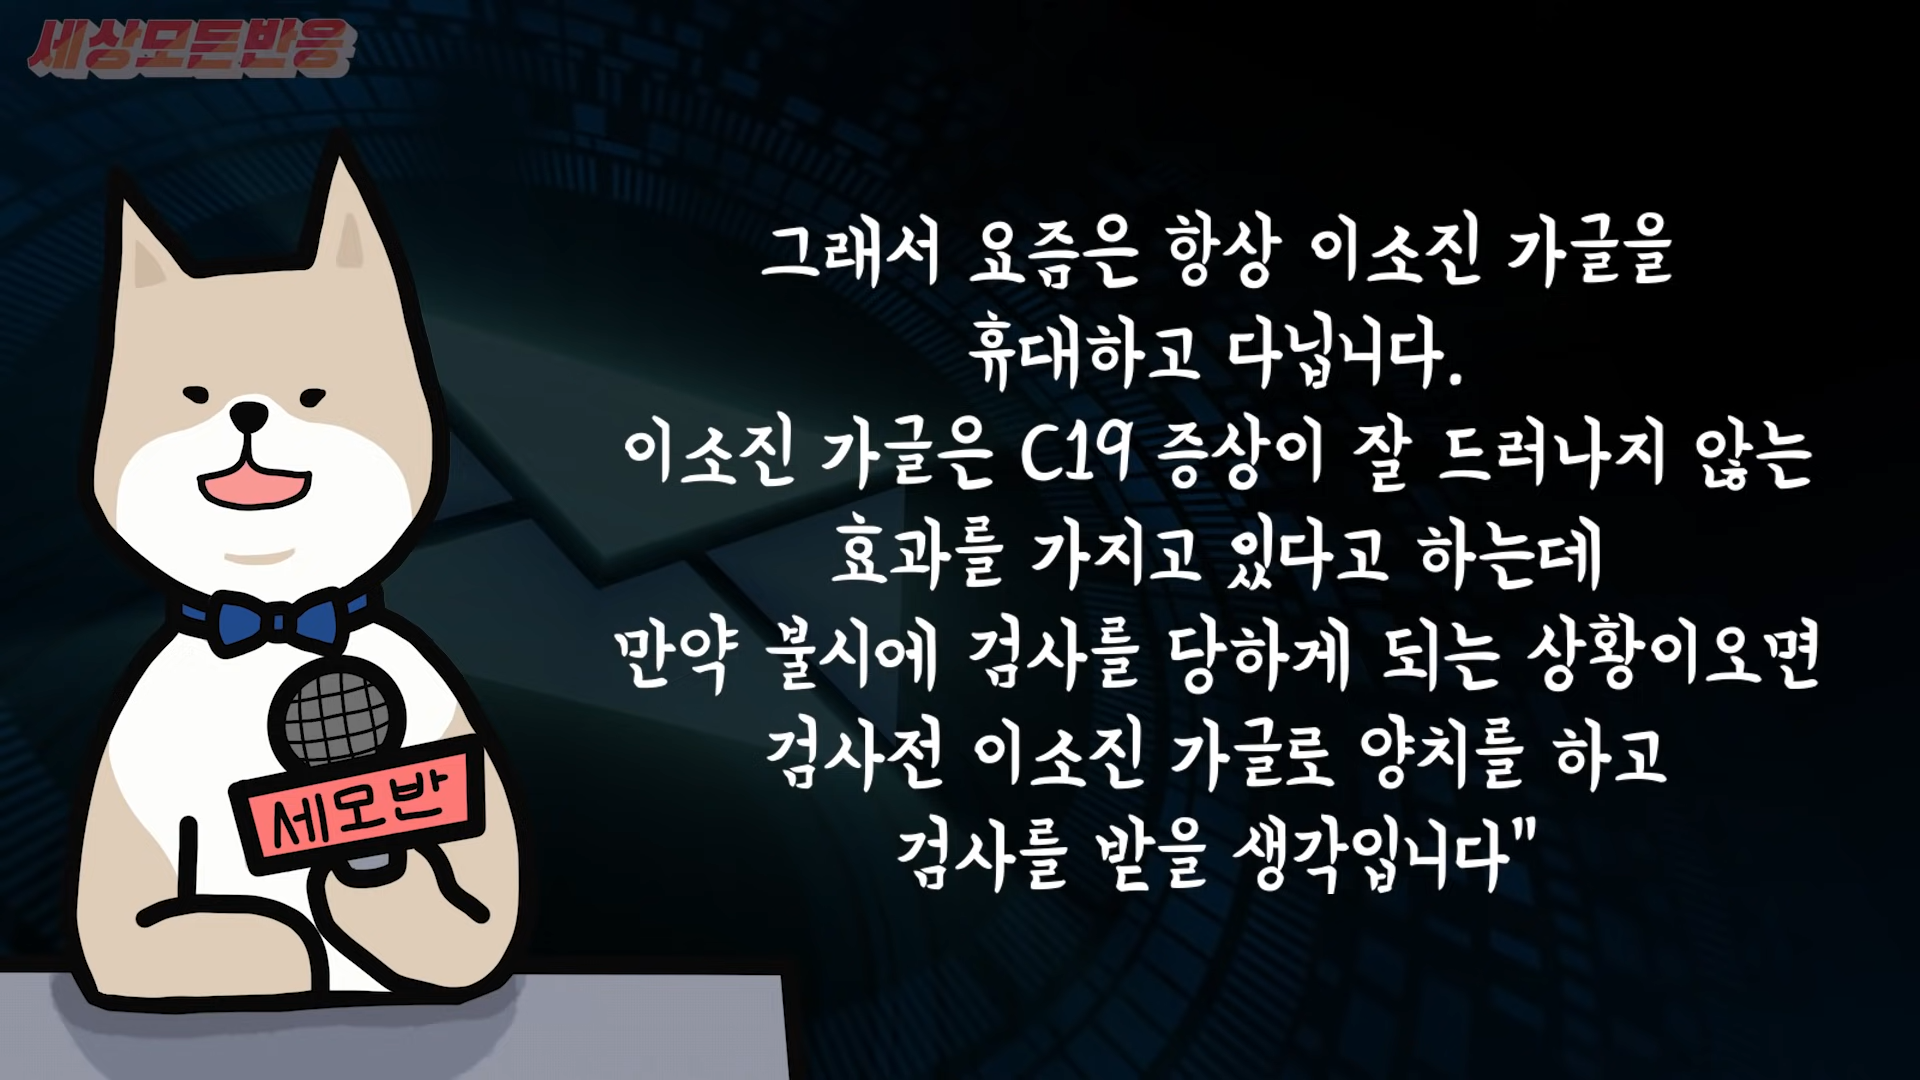 세상모든반응
그래서 요즘은 항상 이소진 가글을
휴대하고 다닙니다.
이소진 가글은 C19 증상이 잘 드러나지 않는
효과를 가지고 있다고 하는데
만약 불시에 검사를 당하게 되는 상황이오면
검사전 이소진 가글로 양치를 하고
검사를 받을 생각입니다"
세모반